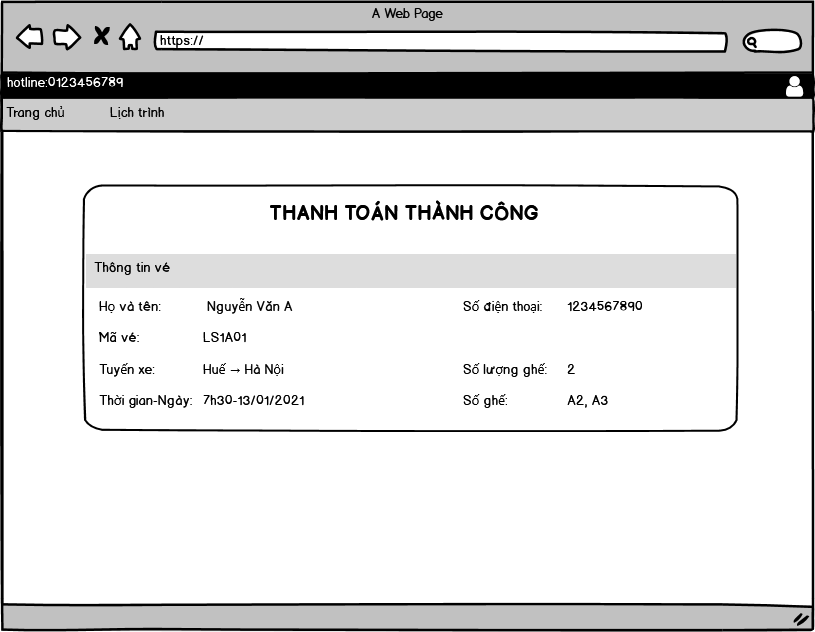 A Web Page
https://
hotline:0123456789
Trang chủ Lịch trình
THANH TOÁN THÀNH CÔNG
Thông tin vé
Họ và tên: Nguyễn Văn A Số điện thoại: 1234567890
Mã vé: LS1A01
Tuyến xe: Huế → Hà Nội Số lượng ghế: 2
Thời gian-Ngày: 7h30-13/01/2021 Số ghế: A2, A3